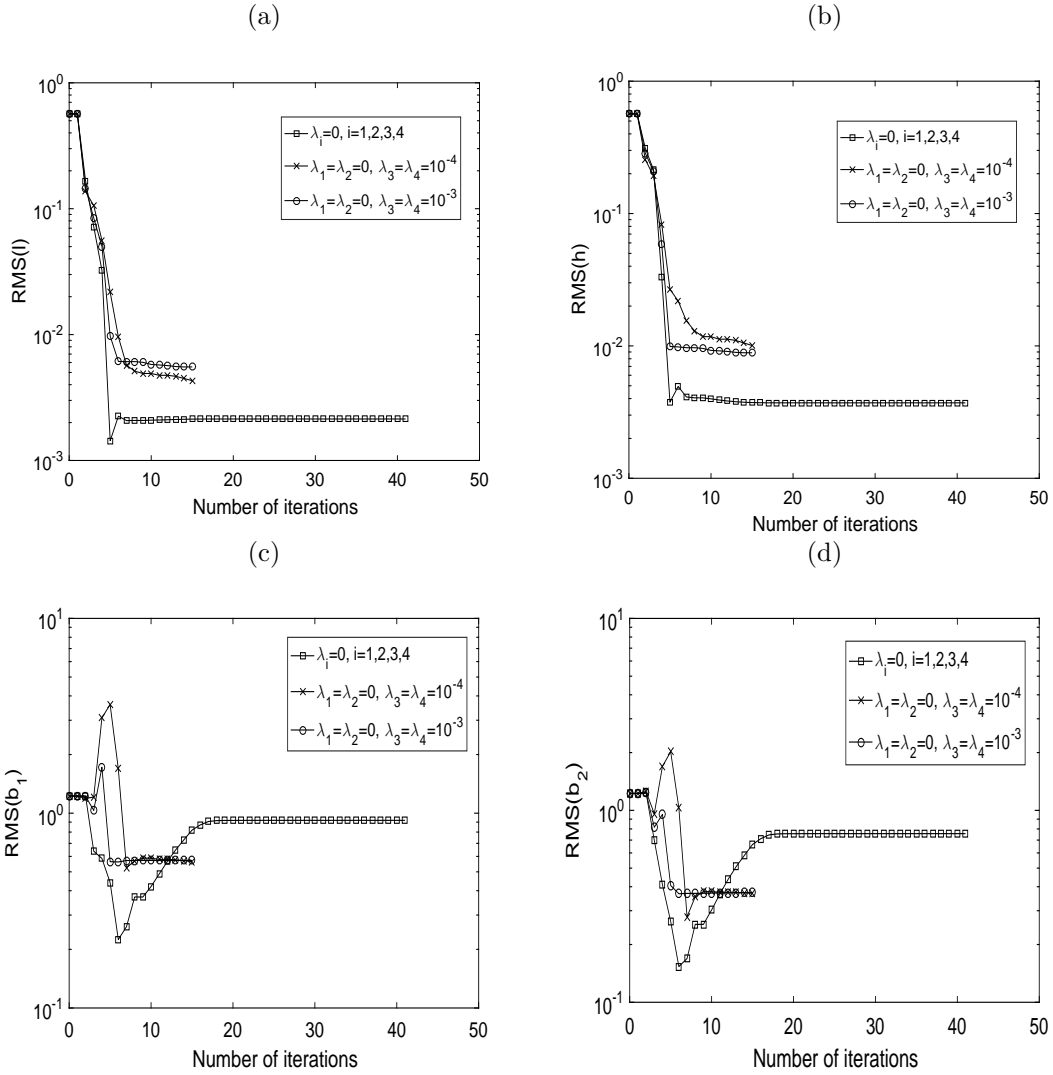 (a)
10^0
10^-1
10^-2
10^-3
RMS(l)
0 10 20 30 40 50
Number of iterations
λ_i=0, i=1,2,3,4
λ_1=λ_2=0, λ_3=λ_4=10^-4
λ_1=λ_2=0, λ_3=λ_4=10^-3
(b)
10^0
10^-1
10^-2
10^-3
RMS(h)
0 10 20 30 40 50
Number of iterations
λ_i=0, i=1,2,3,4
λ_1=λ_2=0, λ_3=λ_4=10^-4
λ_1=λ_2=0, λ_3=λ_4=10^-3
(c)
10^1
10^0
10^-1
RMS(b_1)
0 10 20 30 40 50
Number of iterations
λ_i=0, i=1,2,3,4
λ_1=λ_2=0, λ_3=λ_4=10^-4
λ_1=λ_2=0, λ_3=λ_4=10^-3
(d)
10^1
10^0
10^-1
RMS(b_2)
0 10 20 30 40 50
Number of iterations
λ_i=0, i=1,2,3,4
λ_1=λ_2=0, λ_3=λ_4=10^-4
λ_1=λ_2=0, λ_3=λ_4=10^-3